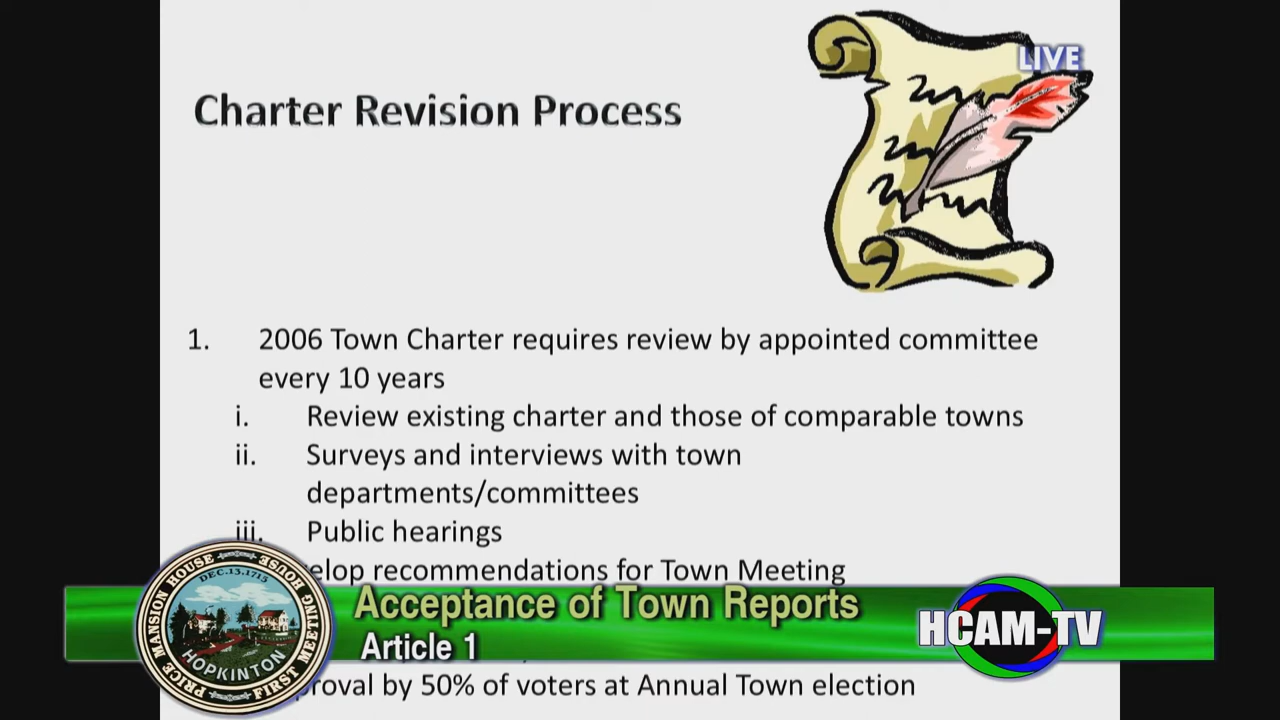 LIVE
Charter Revision Process
1. 2006 Town Charter requires review by appointed committee
every 10 years
i. Review existing charter and those of comparable towns
ii. Surveys and interviews with town
departments/committees
iii. Public hearings
elop recommendations for Town Meeting
Acceptance of Town Reports
Article 1
HCAM-TV
PRICE MANSION HOUSE HOUSE FIRST MEETING
DEC.13.1715
HOPKINTON
proval by 50% of voters at Annual Town election